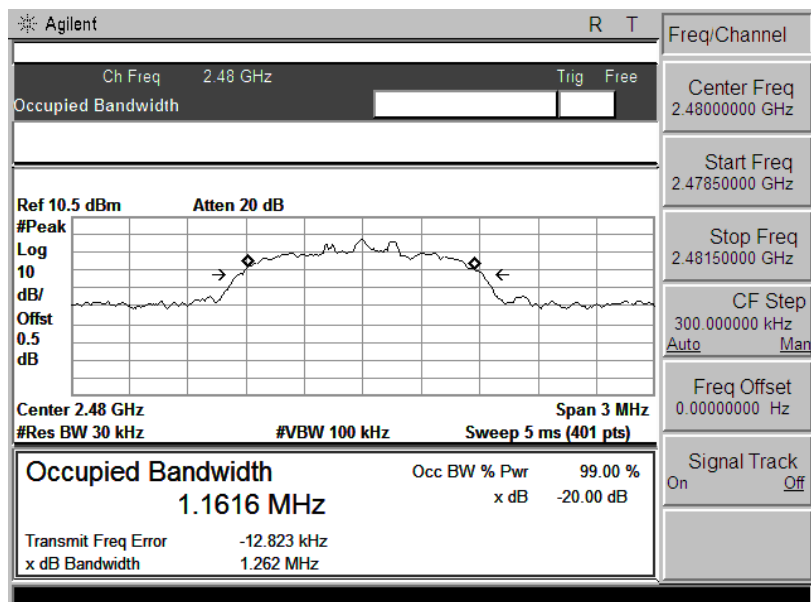 Agilent R T
Ch Freq 2.48 GHz Trig Free
Occupied Bandwidth
Ref 10.5 dBm Atten 20 dB
#Peak
Log
10
dB/
Offst
0.5
dB
Center 2.48 GHz Span 3 MHz
#Res BW 30 kHz #VBW 100 kHz Sweep 5 ms (401 pts)
Occupied Bandwidth Occ BW % Pwr 99.00 %
1.1616 MHz x dB -20.00 dB
Transmit Freq Error -12.823 kHz
x dB Bandwidth 1.262 MHz
Freq/Channel
Center Freq
2.48000000 GHz
Start Freq
2.47850000 GHz
Stop Freq
2.48150000 GHz
CF Step
300.000000 kHz
Auto Man
Freq Offset
0.00000000 Hz
Signal Track
On Off